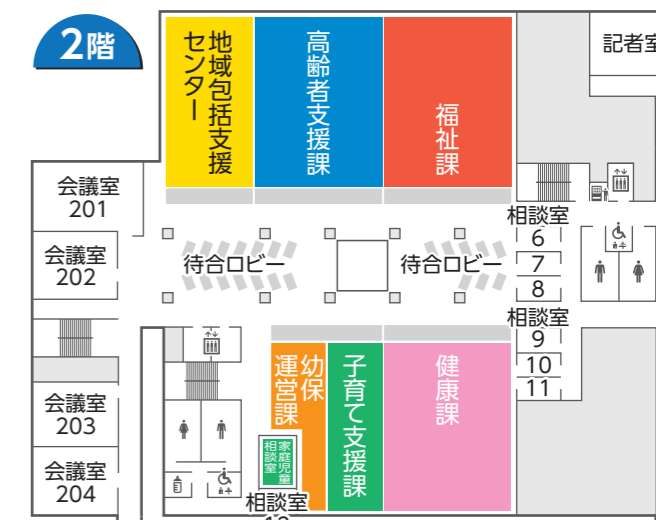 2階
地域包括支援
センター
高齢者支援課
福祉課
会議室
201
会議室
202
待合ロビー
待合ロビー
相談室
6
7
8
相談室
9
10
11
会議室
203
会議室
204
幼保
運営課
子育て支援課
健康課
家庭児童
相談室
相談室